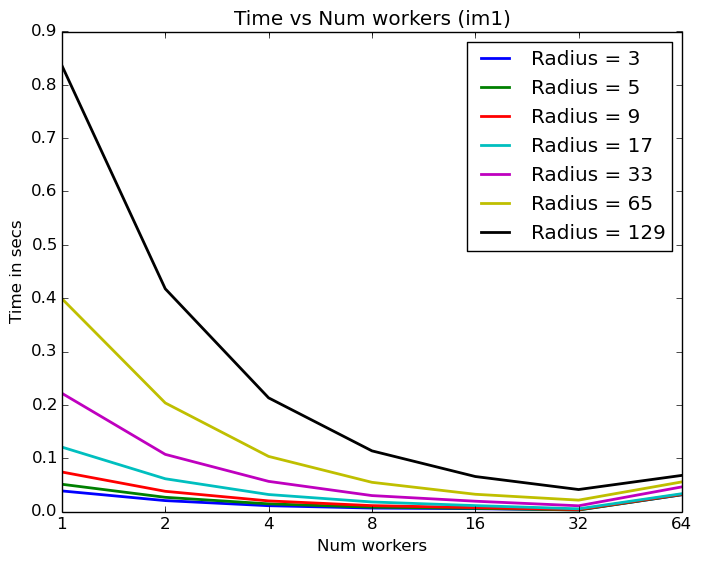 Time vs Num workers (im1)
0.9
0.8
0.7
0.6
0.5
0.4
0.3
0.2
0.1
0.0
Time in secs
Radius = 3
Radius = 5
Radius = 9
Radius = 17
Radius = 33
Radius = 65
Radius = 129
1 2 4 8 16 32 64
Num workers